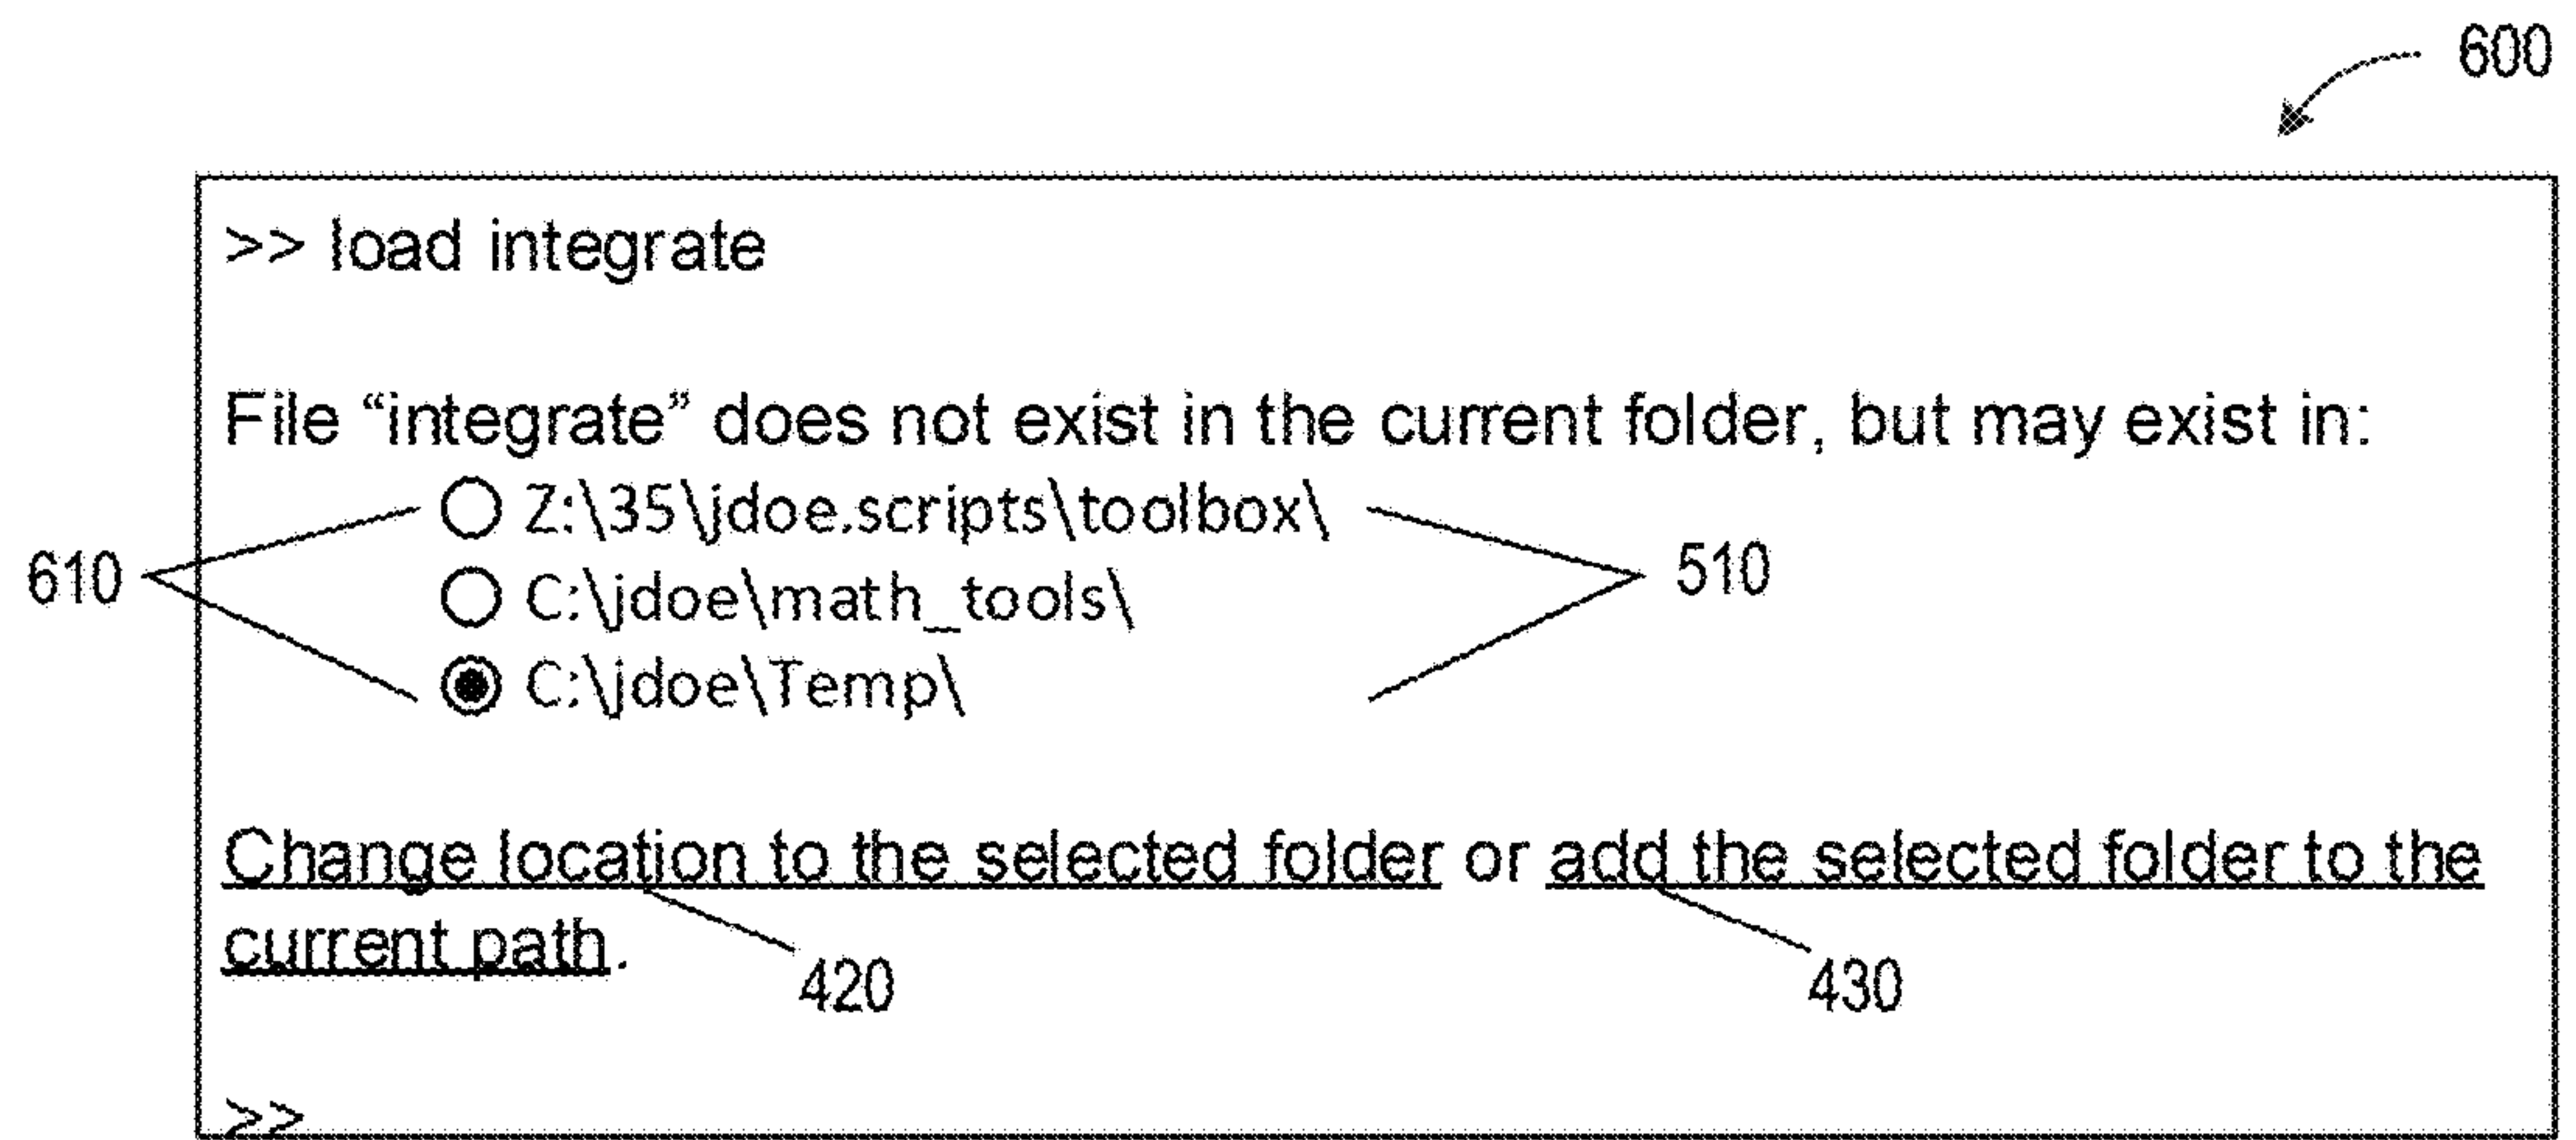 600
>> load integrate
File “integrate” does not exist in the current folder, but may exist in:
Z:\35\jdoe.scripts\toolbox\
610
C:\jdoe\math_tools\
510
C:\jdoe\Temp\
Change location to the selected folder or add the selected folder to the
current path.
420
430
>>